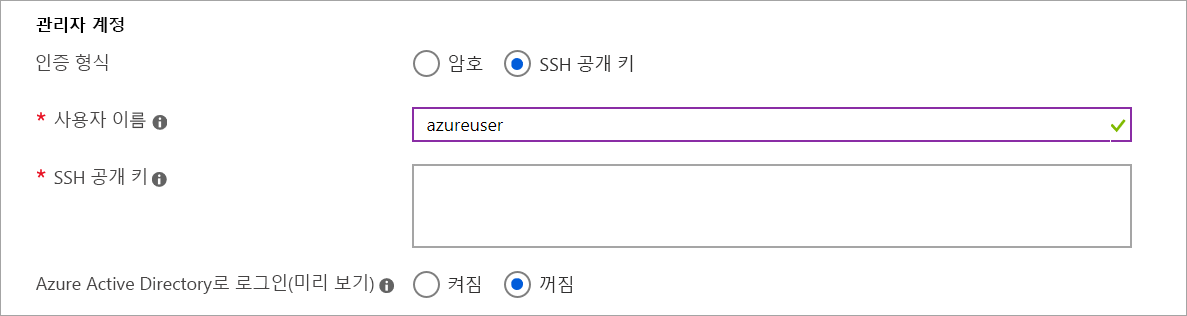 관리자 계정
인증 형식 암호 SSH 공개 키
* 사용자 이름 azureuser
* SSH 공개 키
Azure Active Directory로 로그인(미리 보기) 켜짐 꺼짐